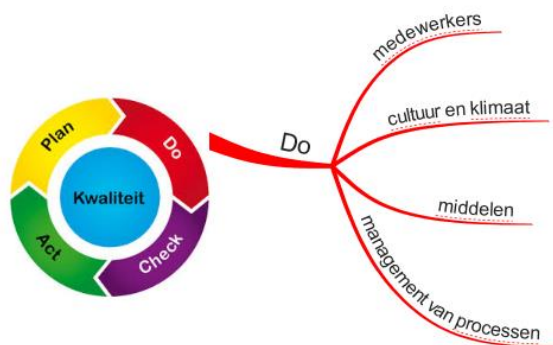 Plan
Do
Kwaliteit
Act
Check
Do
medewerkers
cultuur en klimaat
middelen
management van processen